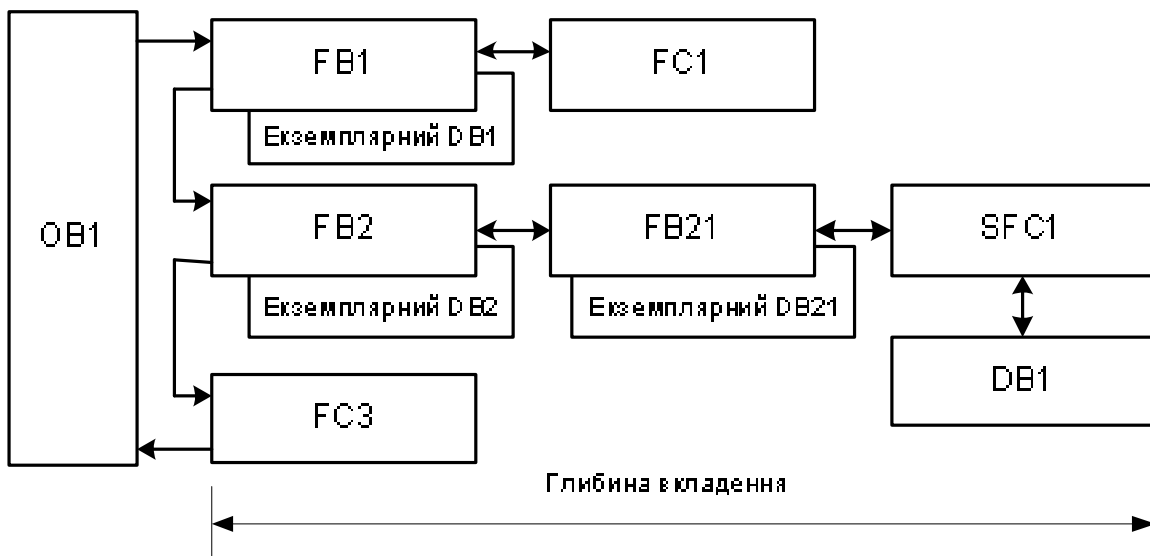 OB1
FB1
FC1
Екземплярний DB1
FB2
FB21
SFC1
Екземплярний DB2
Екземплярний DB21
DB1
FC3
Глибина вкладення